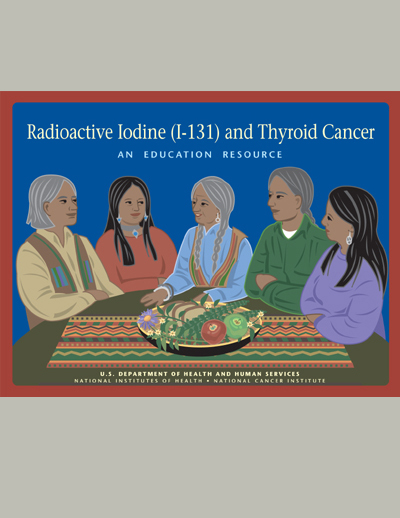 Radioactive Iodine (I-131) and Thyroid Cancer
AN EDUCATION RESOURCE
U.S. DEPARTMENT OF HEALTH AND HUMAN SERVICES
NATIONAL INSTITUTES OF HEALTH • NATIONAL CANCER INSTITUTE